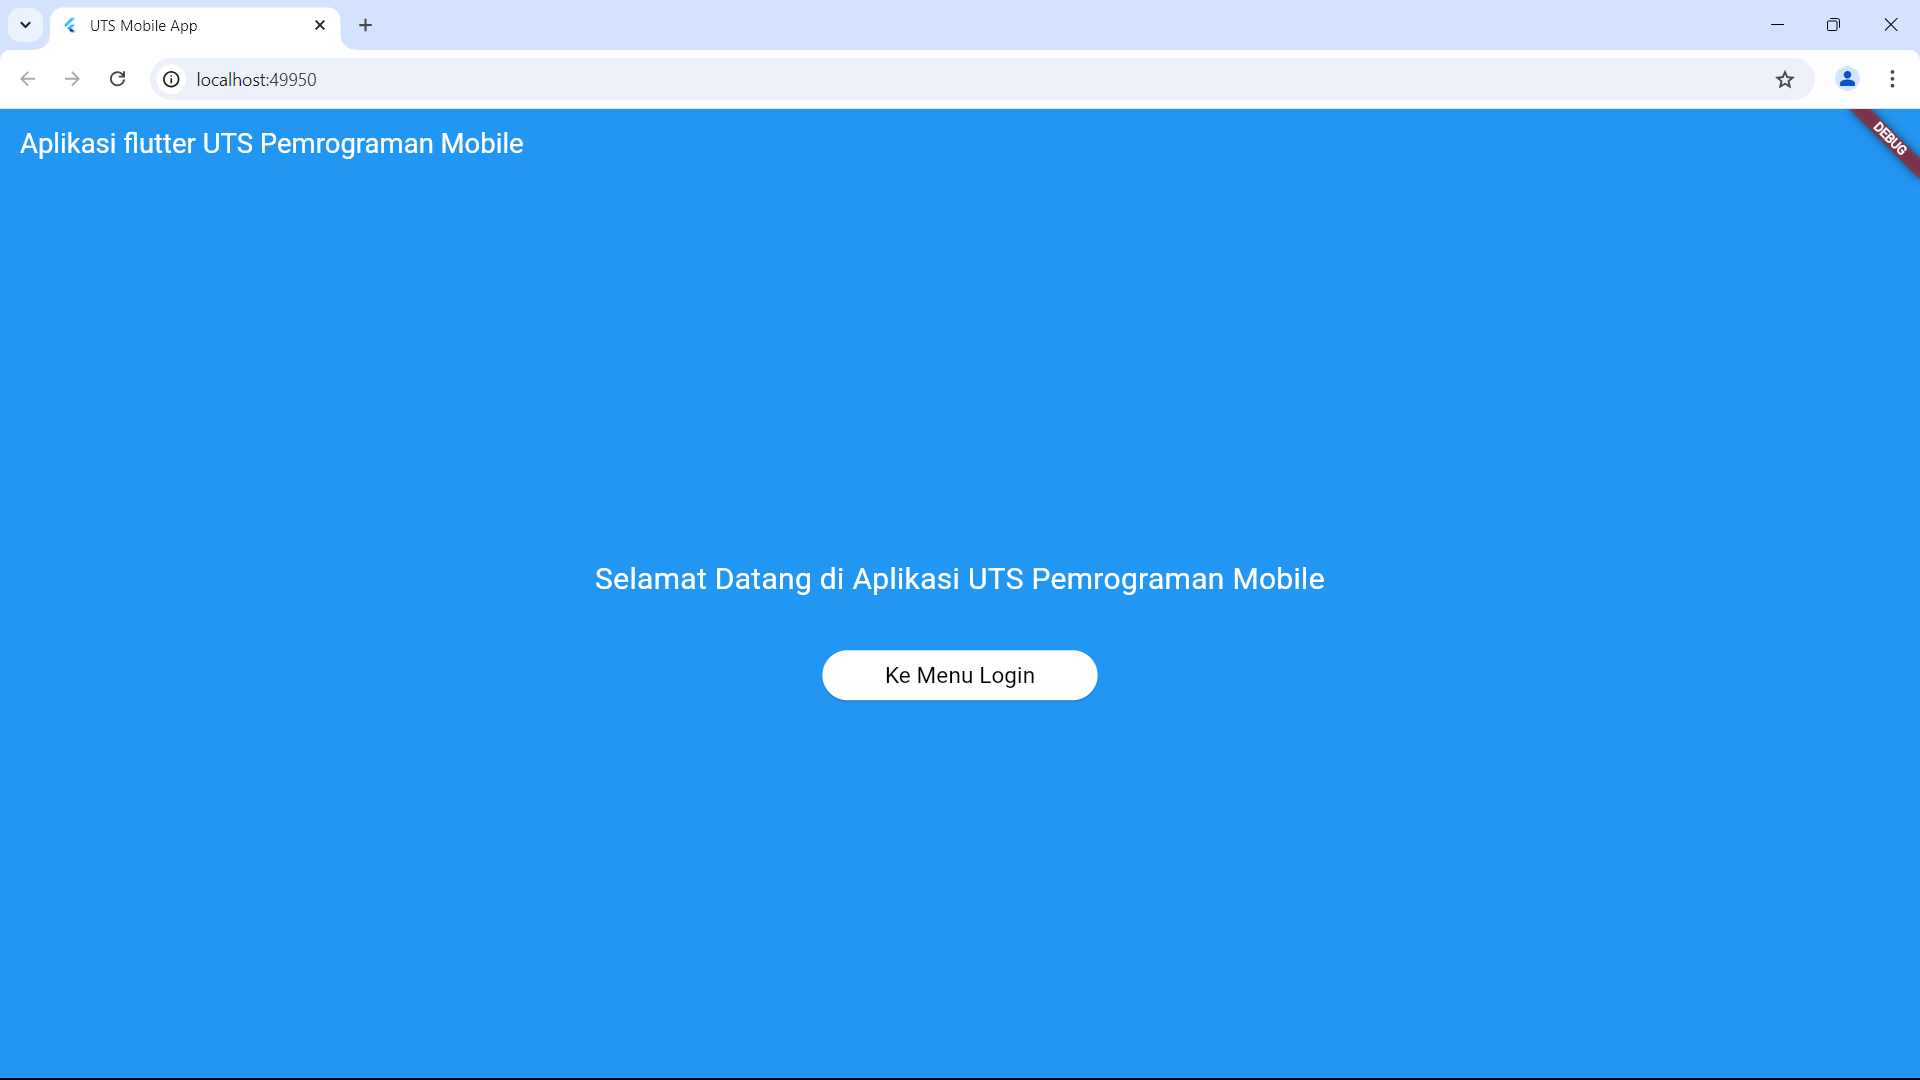 UTS Mobile App
localhost:49950
Aplikasi flutter UTS Pemrograman Mobile
DEBUG
Selamat Datang di Aplikasi UTS Pemrograman Mobile
Ke Menu Login